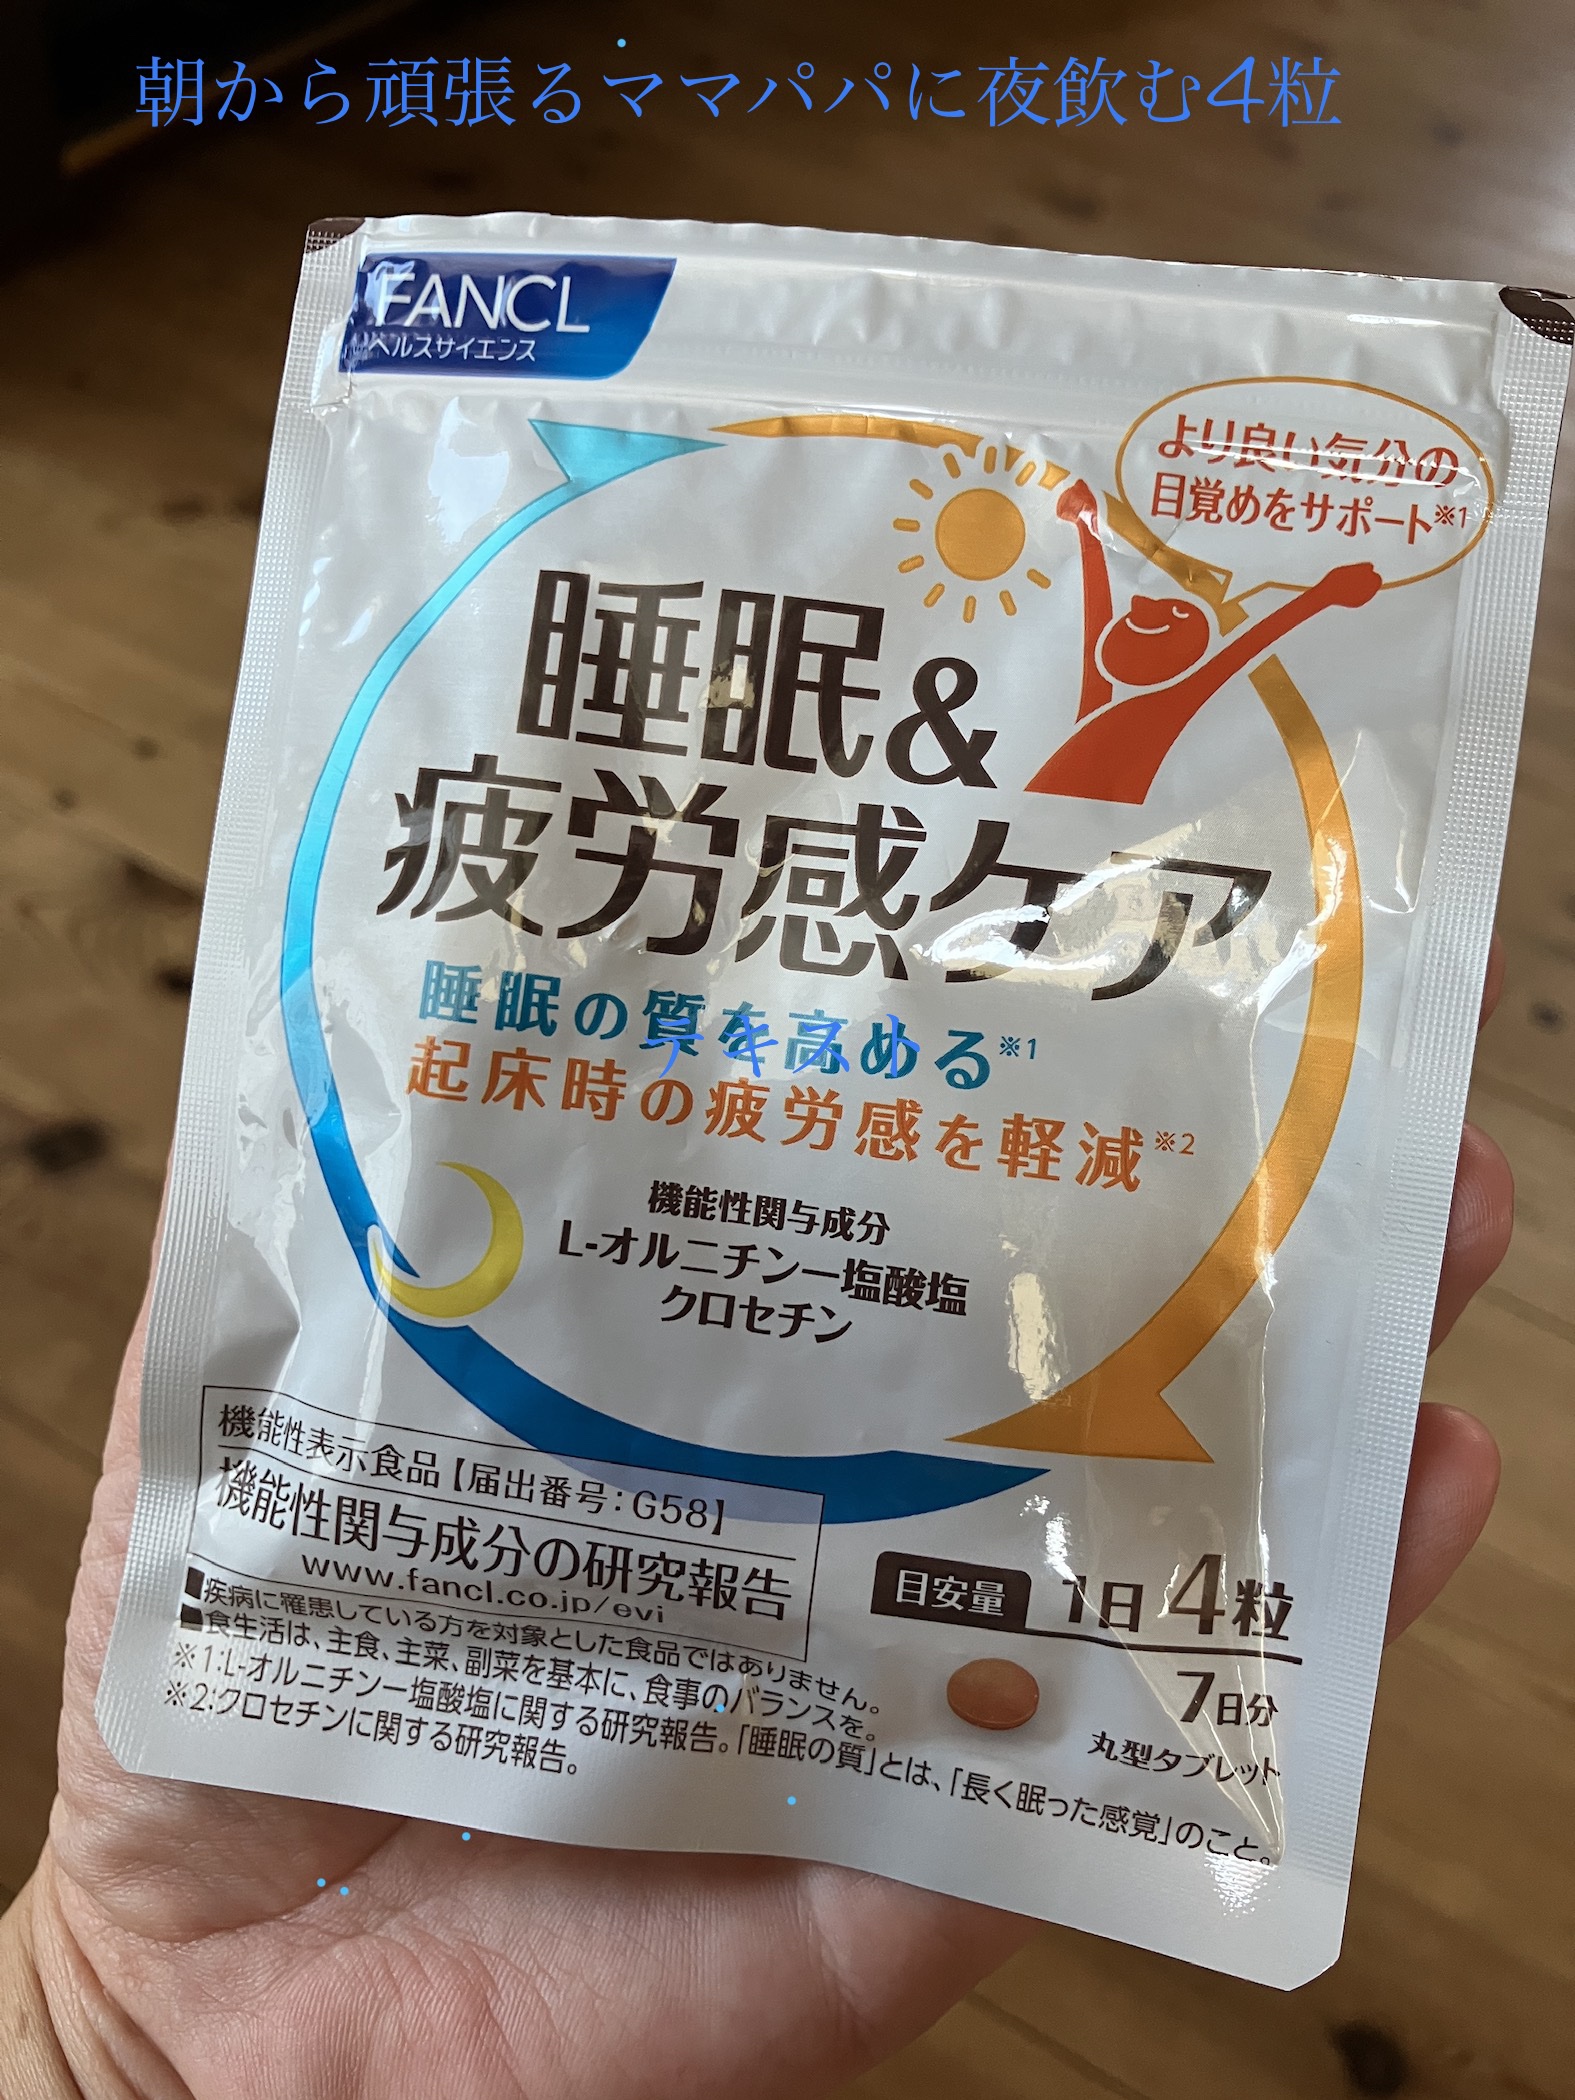 朝から頑張るママパパに夜飲む4粒
FANCL
ヘルスサイエンス
より良い気分の
目覚めをサポート※1
睡眠&
疲労感ケア
睡眠の質を高める※1
テキスト
起床時の疲労感を軽減※2
機能性関与成分
L-オルニチン一塩酸塩
クロセチン
機能性表示食品【届出番号:G58】
機能性関与成分の研究報告
www.fancl.co.jp/evi
■疾病に罹患している方を対象とした食品ではありません。
■食生活は、主食、主菜、副菜を基本に、食事のバランスを。
※1:L-オルニチン一塩酸塩に関する研究報告。「睡眠の質」とは、「長く眠った感覚」のこと。
※2:クロセチンに関する研究報告。
目安量 1日4粒
7日分
丸型タブレット